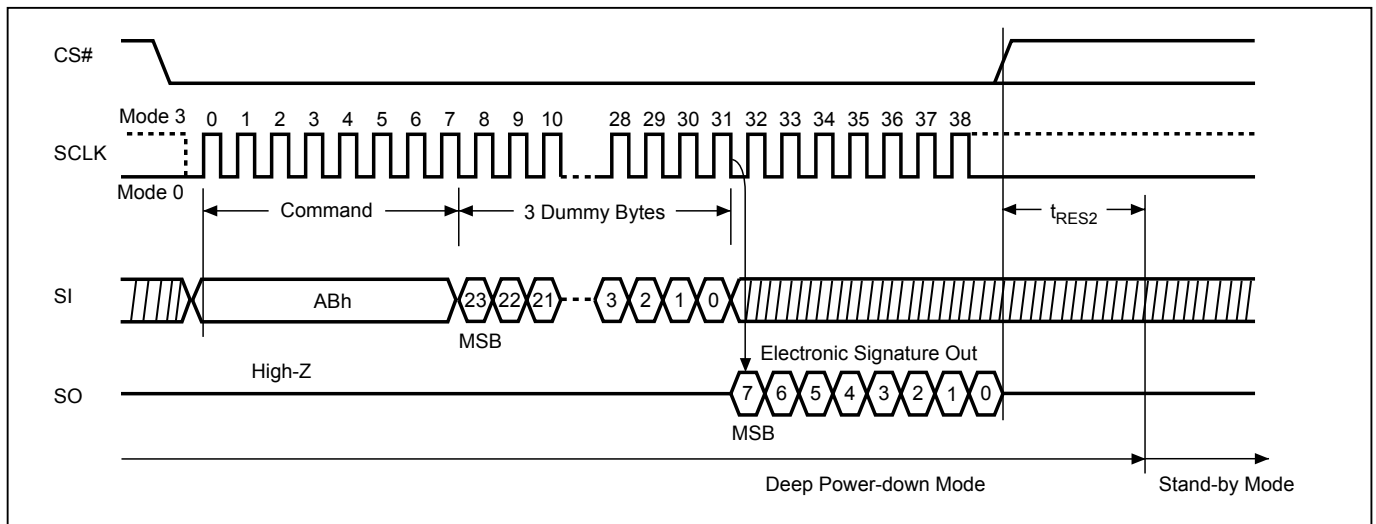 CS#
Mode 3 0 1 2 3 4 5 6 7 8 9 10 28 29 30 31 32 33 34 35 36 37 38
SCLK
Mode 0
Command 3 Dummy Bytes tRES2
SI ABh 23 22 21 3 2 1 0
MSB
High-Z Electronic Signature Out
SO 7 6 5 4 3 2 1 0
MSB
Deep Power-down Mode Stand-by Mode